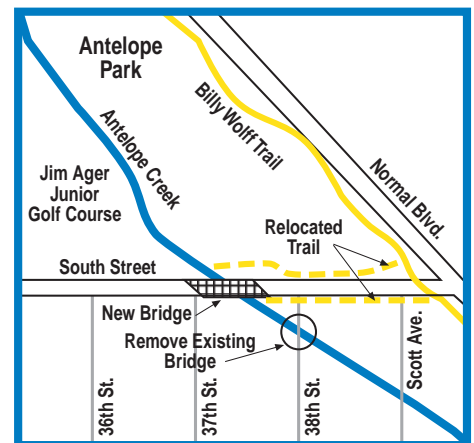 Antelope
Park
Billy Wolff Trail
Antelope Creek
Normal Blvd.
Jim Ager
Junior
Golf Course
Relocated
Trail
South Street
New Bridge
Remove Existing
Bridge
36th St.
37th St.
38th St.
Scott Ave.